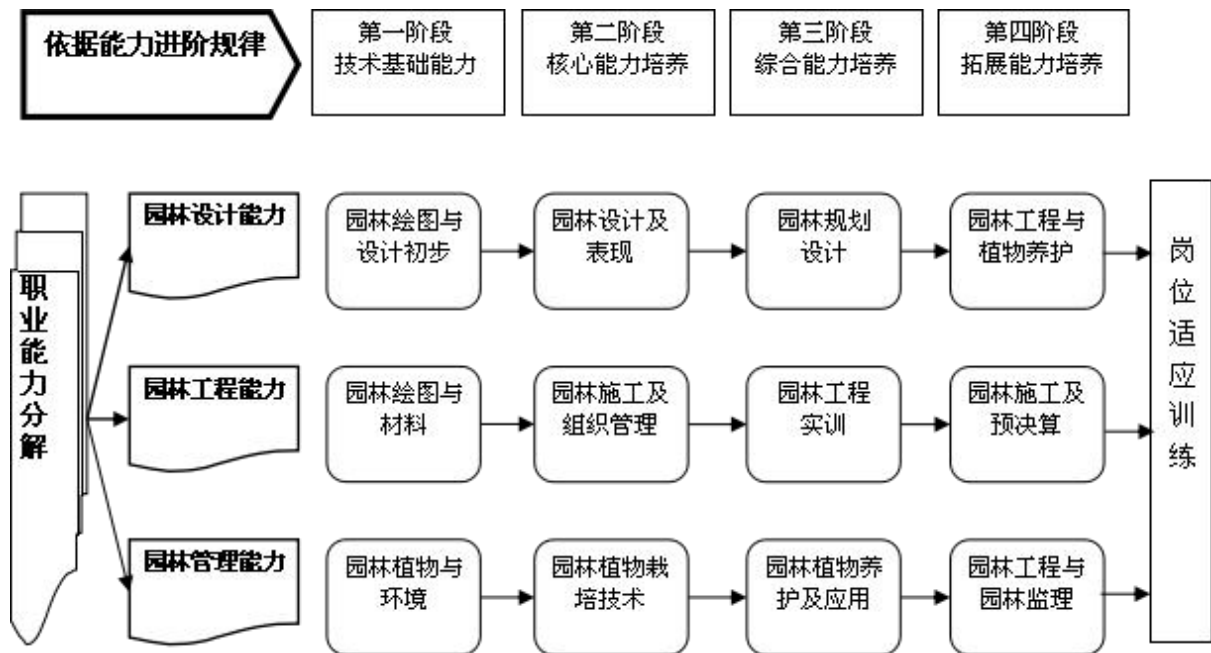 依据能力进阶规律
第一阶段
技术基础能力
第二阶段
核心能力培养
第三阶段
综合能力培养
第四阶段
拓展能力培养
职业能力分解
园林设计能力
园林绘图与
设计初步
园林设计及
表现
园林规划
设计
园林工程与
植物养护
园林工程能力
园林绘图与
材料
园林施工及
组织管理
园林工程
实训
园林施工及
预决算
园林管理能力
园林植物与
环境
园林植物栽
培技术
园林植物养
护及应用
园林工程与
园林监理
岗位适应训练